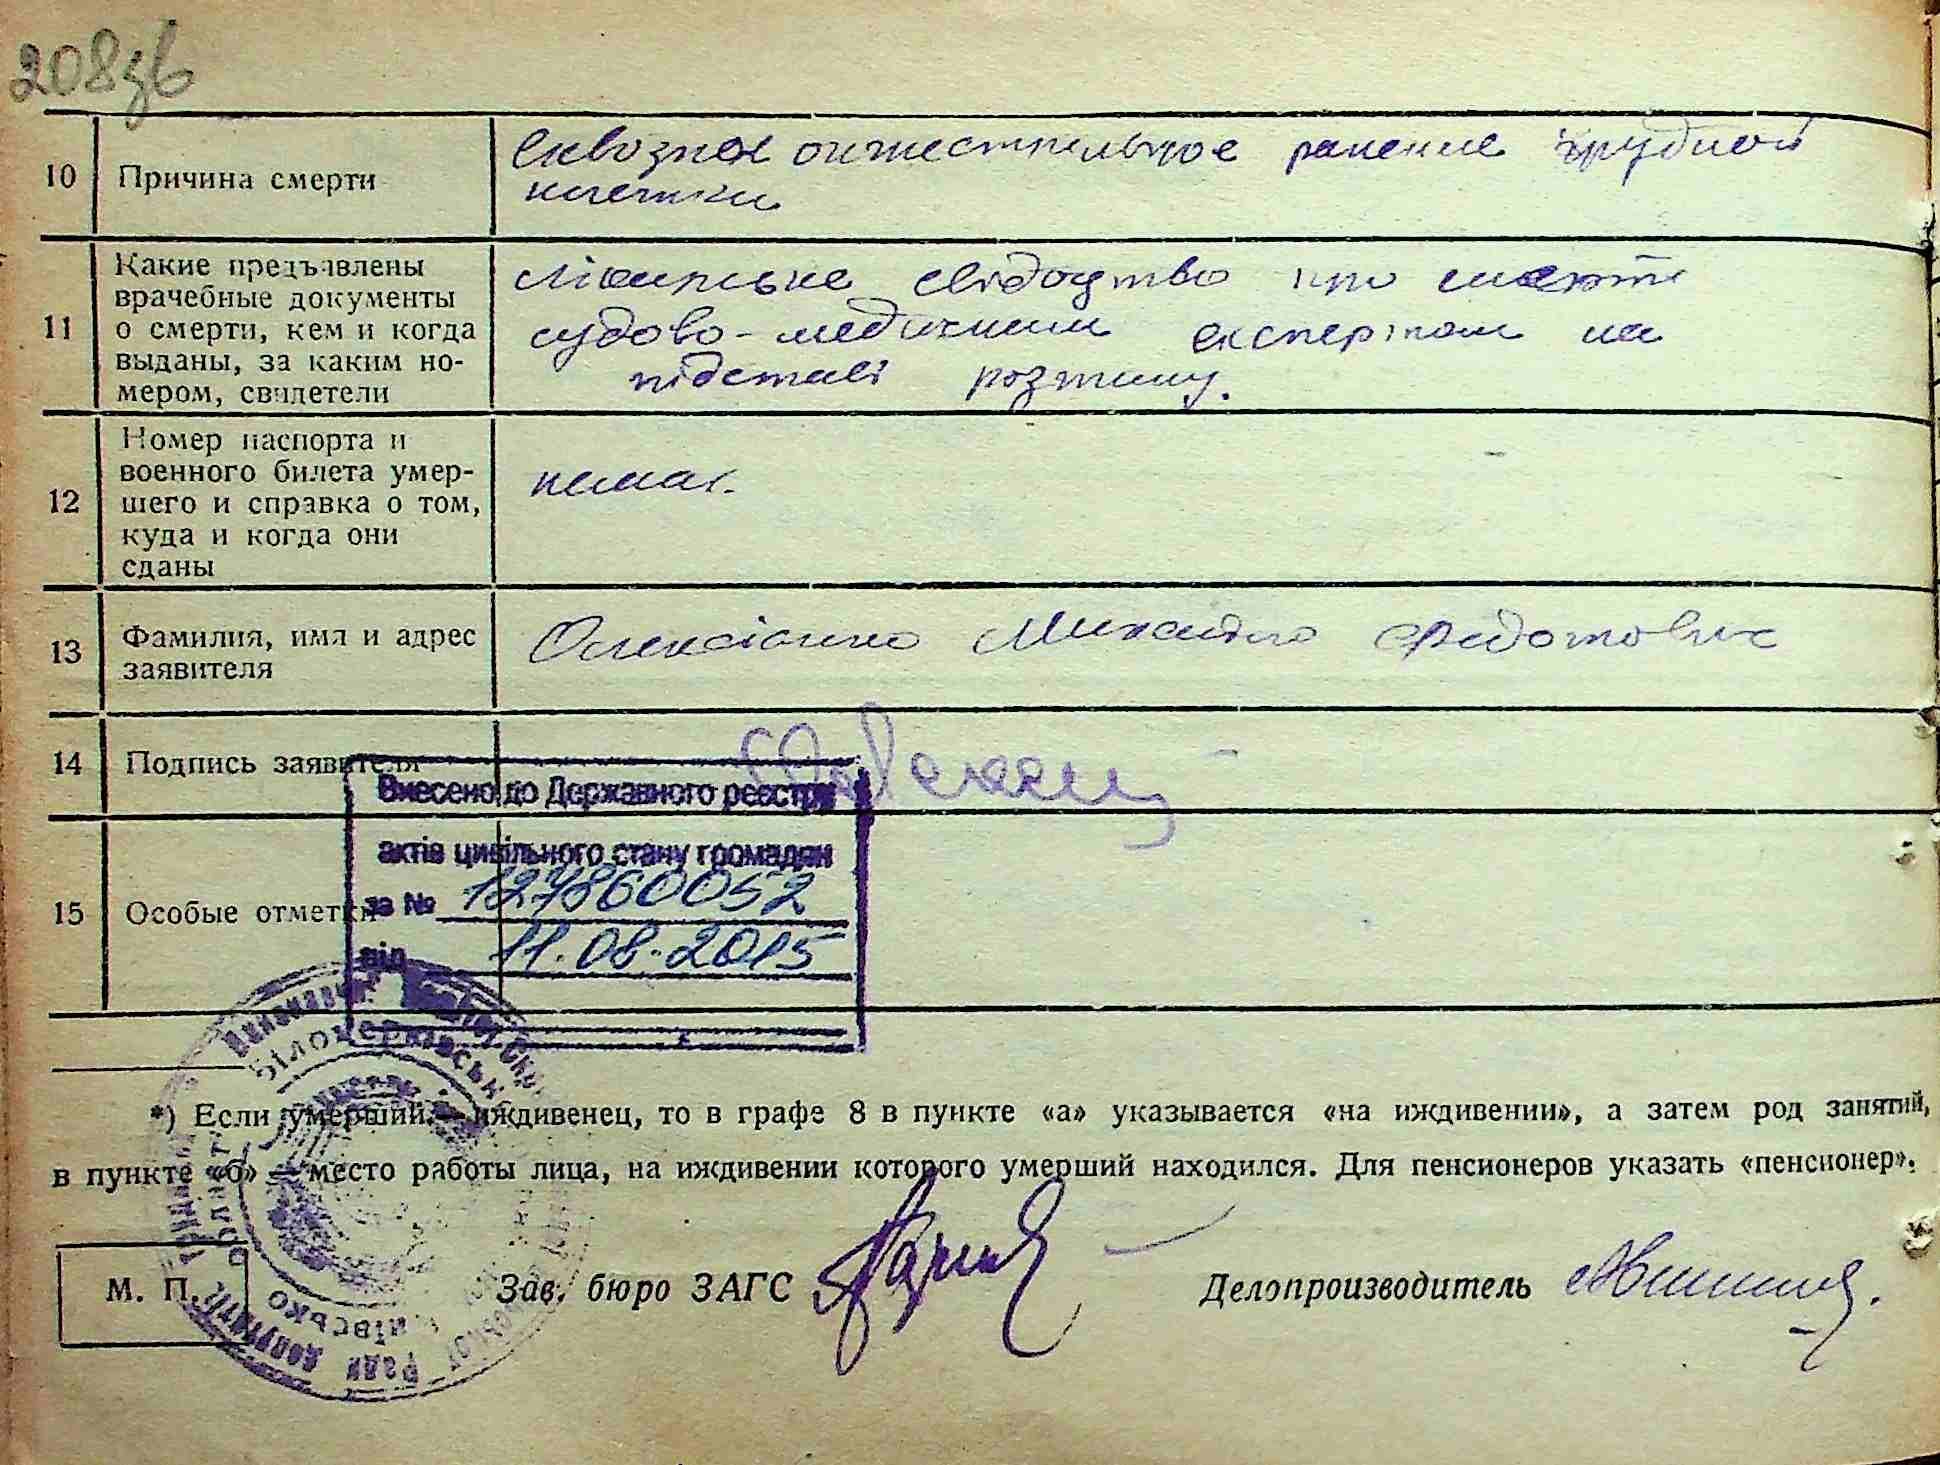 208зв
10 Причина смерти
Сквозное огнестрельное ранение грудной
клетки
11 Какие предъявлены
врачебные документы
о смерти, кем и когда
выданы, за каким но-
мером, свидетели
Лікарське свідоцтво про смерть
судово-медичним експертом на
підставі розтину.
12 Номер паспорта и
военного билета умер-
шего и справка о том,
куда и когда они
сданы
немає.
13 Фамилия, имя и адрес
заявителя
Михайло Федотович
14 Подпись заявителя
Внесено до Державного реєстру
актів цивільного стану громадян
15 Особые отметки
за № 127860052
від 11.08.2015
*) Если умерший — иждивенец, то в графе 8 в пункте «а» указывается «на иждивении», а затем род занятий,
в пункте «б» — место работы лица, на иждивении которого умерший находился. Для пенсионеров указать «пенсионер».
М. П.
Зав. бюро ЗАГС
Делопроизводитель